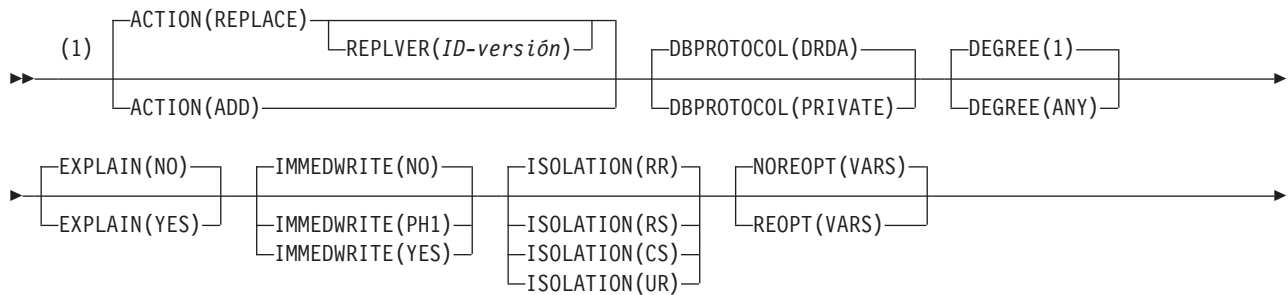 ACTION(REPLACE)
(1) REPLVER(ID-versión) DBPROTOCOL(DRDA) DEGREE(1)
ACTION(ADD) DBPROTOCOL(PRIVATE) DEGREE(ANY)
EXPLAIN(NO) IMMEDWRITE(NO) ISOLATION(RR) NOREOPT(VARS)
EXPLAIN(YES) IMMEDWRITE(PH1) ISOLATION(RS) REOPT(VARS)
IMMEDWRITE(YES) ISOLATION(CS)
ISOLATION(UR)